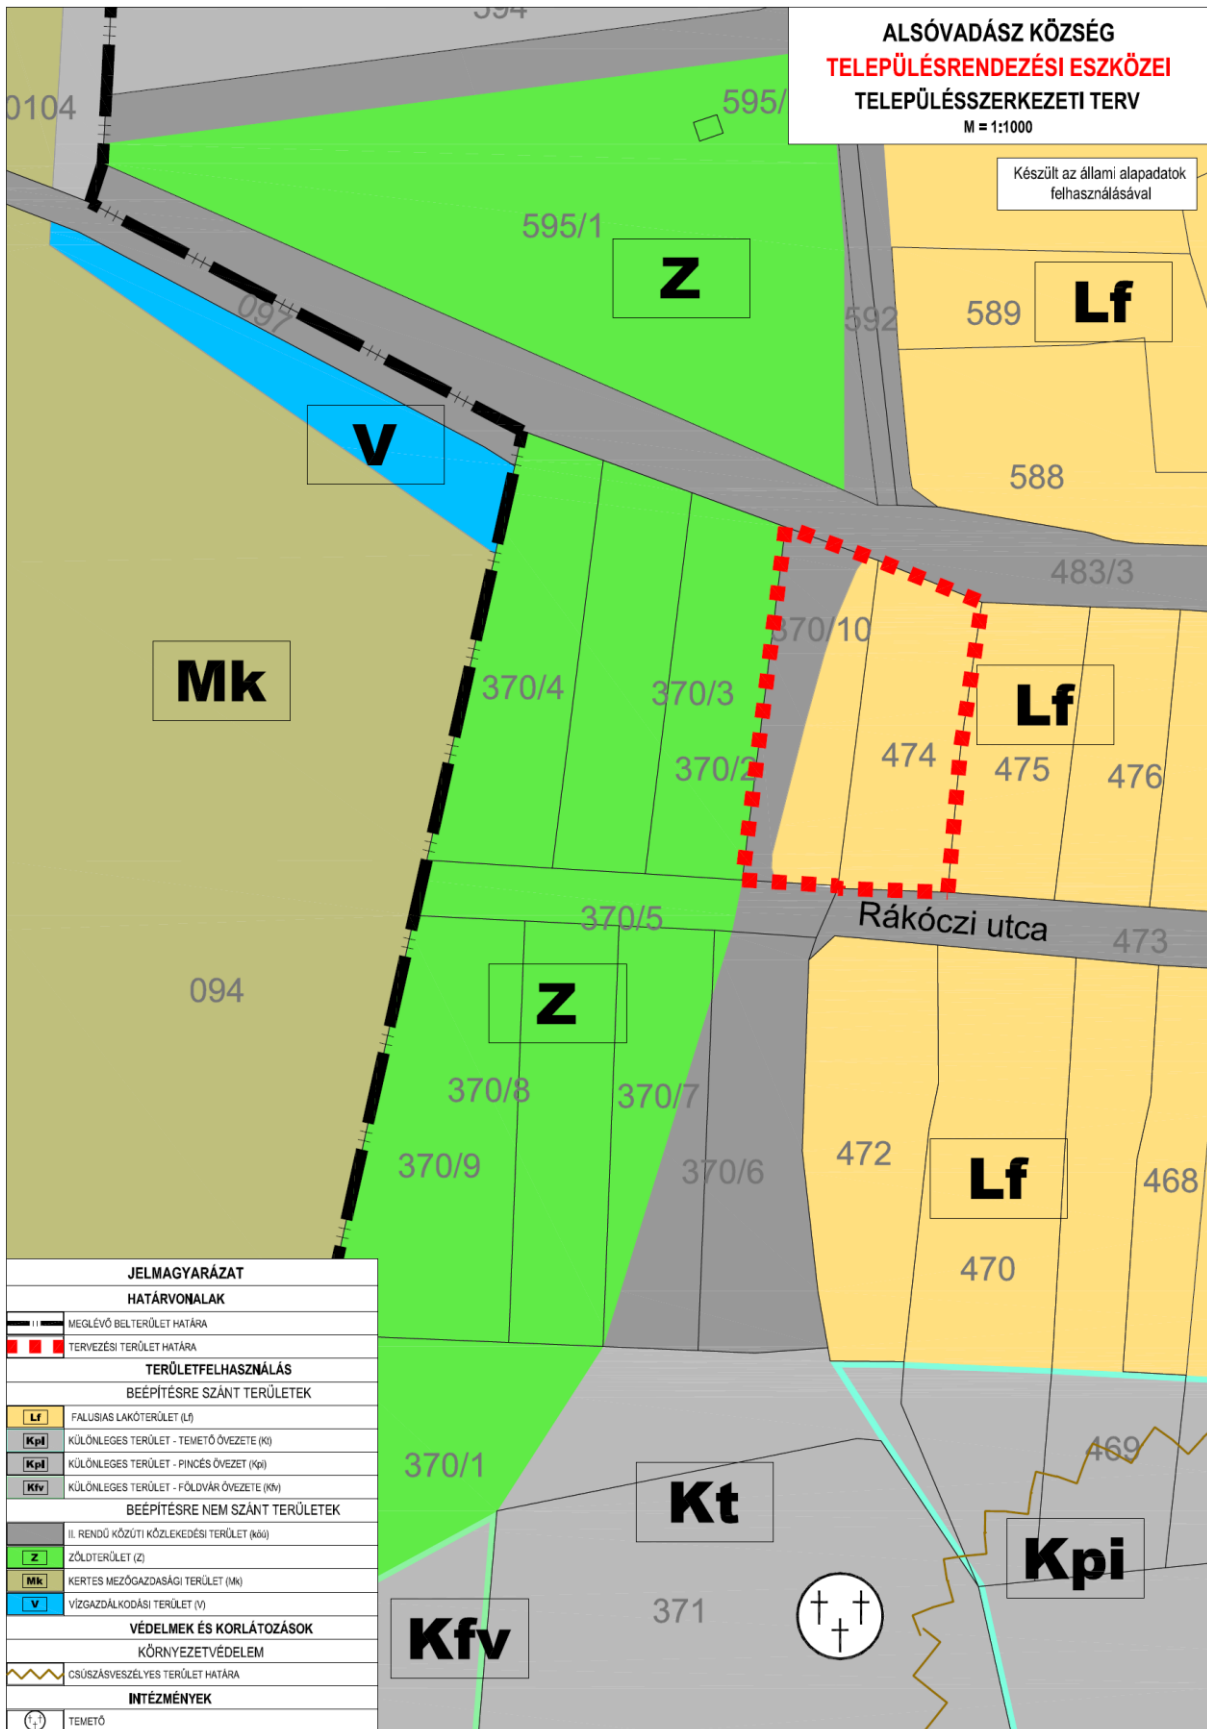 594
ALSÓVADÁSZ KÖZSÉG
TELEPÜLÉSRENDEZÉSI ESZKÖZEI
TELEPÜLÉSSZERKEZETI TERV
M = 1:1000
Készült az állami alapadatok
felhasználásával
0104
595/
595/1
Z
097
592
589
Lf
V
588
483/3
Mk
370/10
370/4
370/3
Lf
370/2
474
475
476
370/5
Rákóczi utca
473
094
Z
370/8
370/7
472
370/9
370/6
Lf
468
470
469
370/1
Kt
Kpi
371
Kfv
JELMAGYARÁZAT
HATÁRVONALAK
MEGLÉVŐ BELTERÜLET HATÁRA
TERVEZÉSI TERÜLET HATÁRA
TERÜLETFELHASZNÁLÁS
BEÉPÍTÉSRE SZÁNT TERÜLETEK
Lf FALUSIAS LAKÓTERÜLET (Lf)
Kpi KÜLÖNLEGES TERÜLET - TEMETŐ ÖVEZETE (Kt)
Kpi KÜLÖNLEGES TERÜLET - PINCÉS ÖVEZET (Kpi)
Kfv KÜLÖNLEGES TERÜLET - FÖLDVÁR ÖVEZETE (Kfv)
BEÉPÍTÉSRE NEM SZÁNT TERÜLETEK
II. RENDŰ KÖZÚTI KÖZLEKEDÉSI TERÜLET (köú)
Z ZÖLDTERÜLET (Z)
Mk KERTES MEZŐGAZDASÁGI TERÜLET (Mk)
V VÍZGAZDÁLKODÁSI TERÜLET (V)
VÉDELMEK ÉS KORLÁTOZÁSOK
KÖRNYEZETVÉDELEM
CSÚSZÁSVESZÉLYES TERÜLET HATÁRA
INTÉZMÉNYEK
TEMETŐ